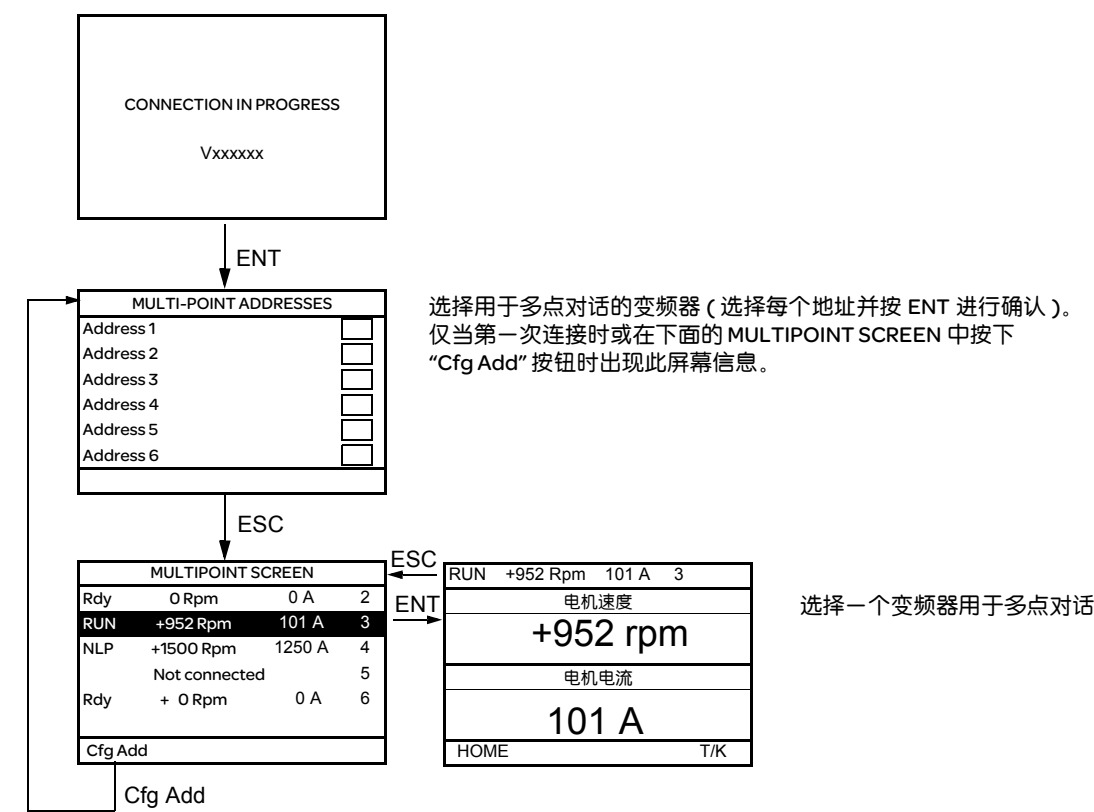 CONNECTION IN PROGRESS
Vxxxxxx
ENT
MULTI-POINT ADDRESSES
Address 1
Address 2
Address 3
Address 4
Address 5
Address 6
选择用于多点对话的变频器 ( 选择每个地址并按 ENT 进行确认 )。
仅当第一次连接时或在下面的 MULTIPOINT SCREEN 中按下
“Cfg Add” 按钮时出现此屏幕信息。
ESC
MULTIPOINT SCREEN
Rdy 0 Rpm 0 A 2
RUN +952 Rpm 101 A 3
NLP +1500 Rpm 1250 A 4
Not connected 5
Rdy + 0 Rpm 0 A 6
Cfg Add
Cfg Add
ESC
ENT
RUN +952 Rpm 101 A 3
电机速度
+952 rpm
电机电流
101 A
HOME T/K
选择一个变频器用于多点对话